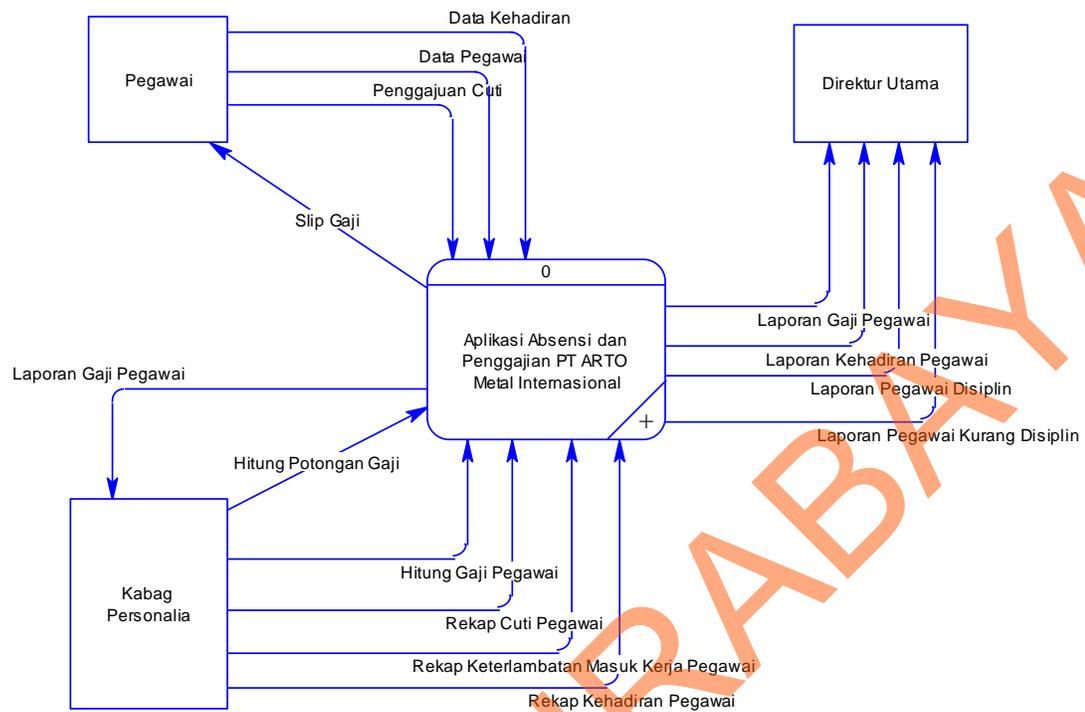 Data Kehadiran
Data Pegawai
Penggajuan Cuti
Pegawai
Direktur Utama
Slip Gaji
0
Aplikasi Absensi dan
Penggajian PT ARTO
Metal Internasional
+
Laporan Gaji Pegawai
Laporan Kehadiran Pegawai
Laporan Pegawai Disiplin
Laporan Pegawai Kurang Disiplin
Laporan Gaji Pegawai
Hitung Potongan Gaji
Kabag
Personalia
Hitung Gaji Pegawai
Rekap Cuti Pegawai
Rekap Keterlambatan Masuk Kerja Pegawai
Rekap Kehadiran Pegawai
RABAYA